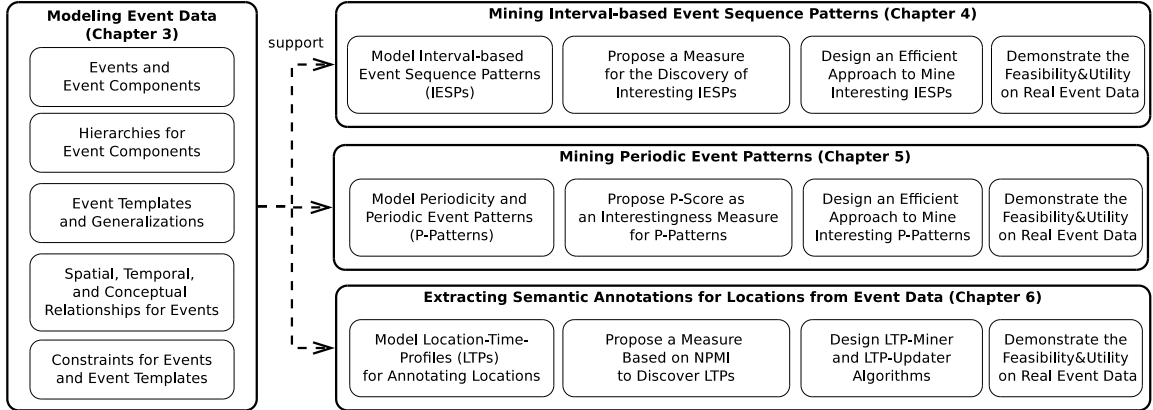 Modeling Event Data
(Chapter 3)
Events and
Event Components
Hierarchies for
Event Components
Event Templates
and Generalizations
Spatial, Temporal,
and Conceptual
Relationships for Events
Constraints for Events
and Event Templates
support
Mining Interval-based Event Sequence Patterns (Chapter 4)
Model Interval-based
Event Sequence Patterns
(IESPs)
Propose a Measure
for the Discovery of
Interesting IESPs
Design an Efficient
Approach to Mine
Interesting IESPs
Demonstrate the
Feasibility&Utility
on Real Event Data
Mining Periodic Event Patterns (Chapter 5)
Model Periodicity and
Periodic Event Patterns
(P-Patterns)
Propose P-Score as
an Interestingness Measure
for P-Patterns
Design an Efficient
Approach to Mine
Interesting P-Patterns
Demonstrate the
Feasibility&Utility
on Real Event Data
Extracting Semantic Annotations for Locations from Event Data (Chapter 6)
Model Location-Time-
Profiles (LTPs)
for Annotating Locations
Propose a Measure
Based on NPMI
to Discover LTPs
Design LTP-Miner
and LTP-Updater
Algorithms
Demonstrate the
Feasibility&Utility
on Real Event Data